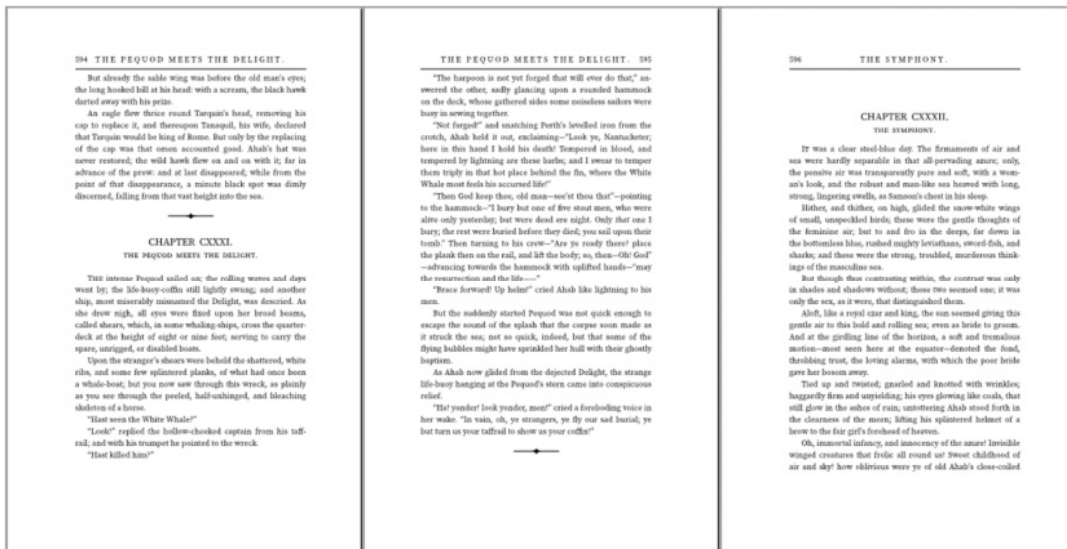 594 THE PEQUOD MEETS THE DELIGHT.
But already the sable wing was before the old man's eyes;
the long hooked bill at his head: with a scream, the black hawk
darted away with his prize.
An eagle flew thrice round Tarquin's head, removing his
cap to replace it, and thereupon Tanaquil, his wife, declared
that Tarquin would be king of Rome. But only by the replacing
of the cap was that omen accounted good. Ahab's hat was
never restored; the wild hawk flew on and on with it; far in
advance of the prow: and at last disappeared; while from the
point of that disappearance, a minute black spot was dimly
discerned, falling from that vast height into the sea.
CHAPTER CXXXI.
THE PEQUOD MEETS THE DELIGHT.
THE intense Pequod sailed on; the rolling waves and days
went by; the life-buoy-coffin still lightly swung; and another
ship, most miserably misnamed the Delight, was descried. As
she drew nigh, all eyes were fixed upon her broad beams,
called shears, which, in some whaling-ships, cross the quarter-
deck at the height of eight or nine feet; serving to carry the
spare, unrigged, or disabled boats.
Upon the stranger's shears were beheld the shattered, white
ribs, and some few splintered planks, of what had once been
a whale-boat; but you now saw through this wreck, as plainly
as you see through the peeled, half-unhinged, and bleaching
skeleton of a horse.
"Hast seen the White Whale?"
"Look!" replied the hollow-cheeked captain from his taff-
rail; and with his trumpet he pointed to the wreck.
"Hast killed him?"
THE PEQUOD MEETS THE DELIGHT. 595
"The harpoon is not yet forged that will ever do that," an-
swered the other, sadly glancing upon a rounded hammock
on the deck, whose gathered sides some noiseless sailors were
busy in sewing together.
"Not forged!" and snatching Perth's levelled iron from the
crotch, Ahab held it out, exclaiming—"Look ye, Nantucketer;
here in this hand I hold his death! Tempered in blood, and
tempered by lightning are these barbs; and I swear to temper
them triply in that hot place behind the fin, where the White
Whale most feels his accursed life!"
"Then God keep thee, old man—see'st thou that"—pointing
to the hammock—"I bury but one of five stout men, who were
alive only yesterday; but were dead ere night. Only that one I
bury; the rest were buried before they died; you sail upon their
tomb." Then turning to his crew—"Are ye ready there? place
the plank then on the rail, and lift the body; so, then—Oh! God"
—advancing towards the hammock with uplifted hands—"may
the resurrection and the life——"
"Brace forward! Up helm!" cried Ahab like lightning to his
men.
But the suddenly started Pequod was not quick enough to
escape the sound of the splash that the corpse soon made as
it struck the sea; not so quick, indeed, but that some of the
flying bubbles might have sprinkled her hull with their ghostly
baptism.
As Ahab now glided from the dejected Delight, the strange
life-buoy hanging at the Pequod's stern came into conspicuous
relief.
"Ha! yonder! look yonder, men!" cried a foreboding voice in
her wake. "In vain, oh, ye strangers, ye fly our sad burial; ye
but turn us your taffrail to show us your coffin!"
596 THE SYMPHONY.
CHAPTER CXXXII.
THE SYMPHONY.
IT was a clear steel-blue day. The firmaments of air and
sea were hardly separable in that all-pervading azure; only,
the pensive air was transparently pure and soft, with a wom-
an's look, and the robust and man-like sea heaved with long,
strong, lingering swells, as Samson's chest in his sleep.
Hither, and thither, on high, glided the snow-white wings
of small, unspeckled birds; these were the gentle thoughts of
the feminine air; but to and fro in the deeps, far down in
the bottomless blue, rushed mighty leviathans, sword-fish, and
sharks; and these were the strong, troubled, murderous think-
ings of the masculine sea.
But though thus contrasting within, the contrast was only
in shades and shadows without; those two seemed one; it was
only the sex, as it were, that distinguished them.
Aloft, like a royal czar and king, the sun seemed giving this
gentle air to this bold and rolling sea; even as bride to groom.
And at the girdling line of the horizon, a soft and tremulous
motion—most seen here at the equator—denoted the fond,
throbbing trust, the loving alarms, with which the poor bride
gave her bosom away.
Tied up and twisted; gnarled and knotted with wrinkles;
haggardly firm and unyielding; his eyes glowing like coals, that
still glow in the ashes of ruin; untottering Ahab stood forth in
the clearness of the morn; lifting his splintered helmet of a
brow to the fair girl's forehead of heaven.
Oh, immortal infancy, and innocency of the azure! Invisible
winged creatures that frolic all round us! Sweet childhood of
air and sky! how oblivious were ye of old Ahab's close-coiled